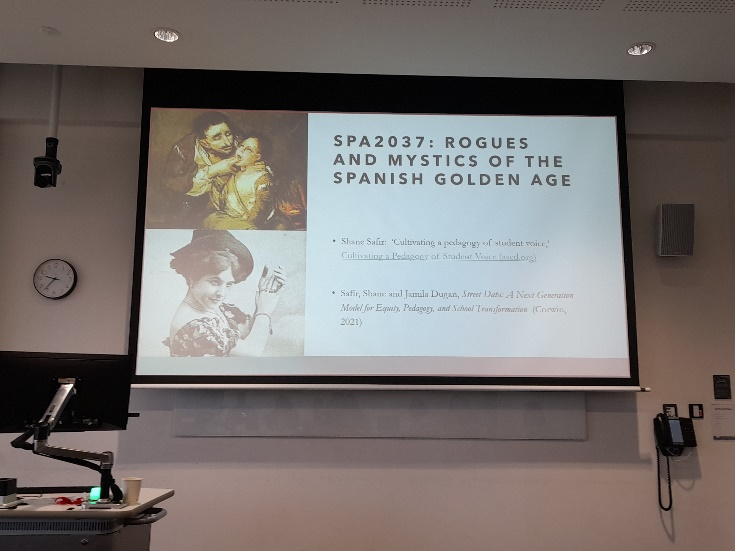 SPA2037: ROGUES
AND MYSTICS OF THE
SPANISH GOLDEN AGE
• Shane Safir: ‘Cultivating a pedagogy of student voice,’
Cultivating a Pedagogy of Student Voice (ascd.org)
• Safir, Shane and Jamila Dugan, Street Data: A Next Generation
Model for Equity, Pedagogy, and School Transformation (Corwin,
2021)